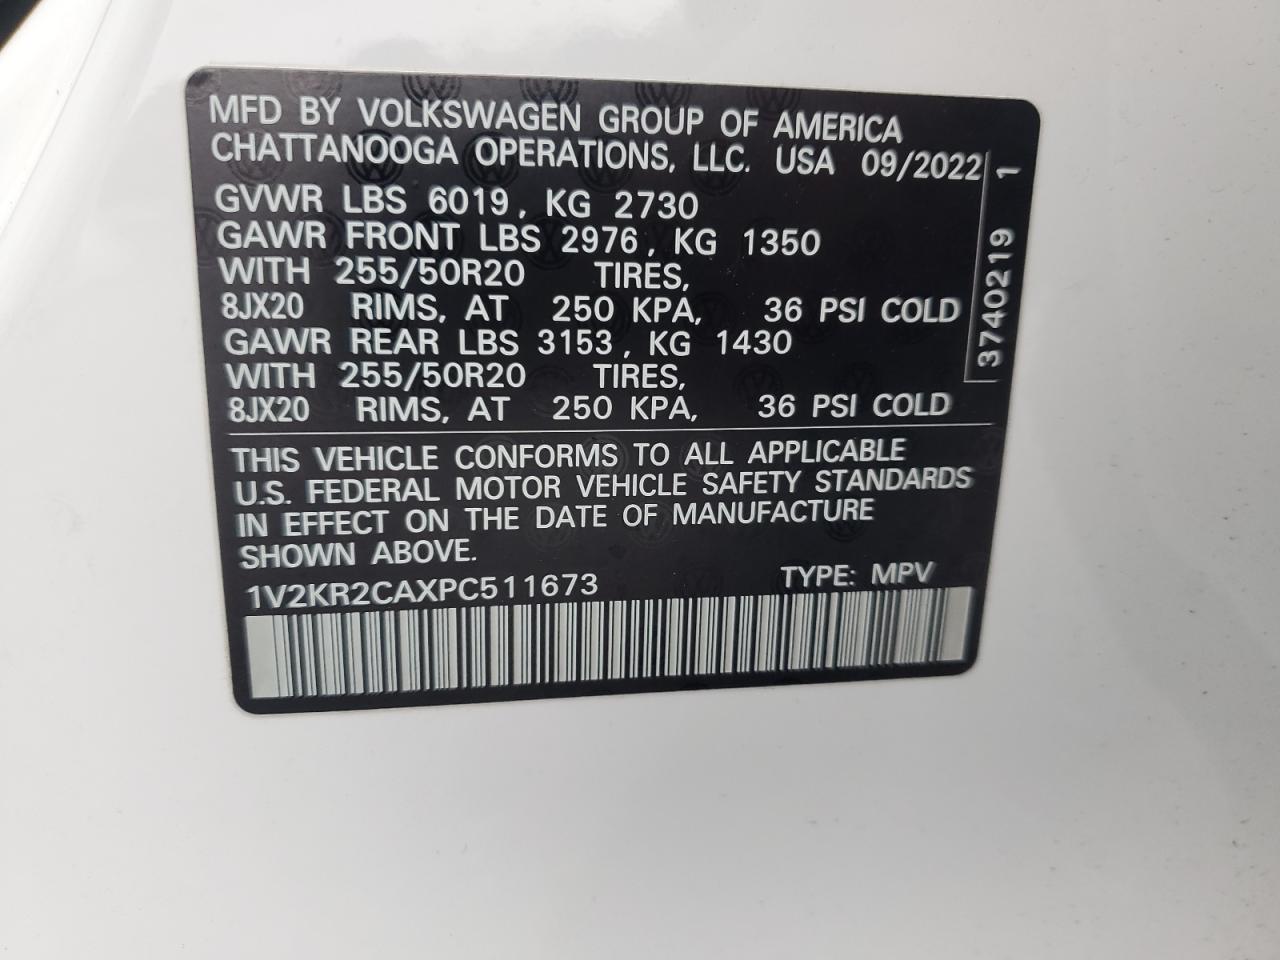 MFD BY VOLKSWAGEN GROUP OF AMERICA
CHATTANOOGA OPERATIONS, LLC. USA 09/2022
GVWR LBS 6019, KG 2730
GAWR FRONT LBS 2976, KG 1350
WITH 255/50R20 TIRES,
8JX20 RIMS, AT 250 KPA, 36 PSI COLD
GAWR REAR LBS 3153, KG 1430
WITH 255/50R20 TIRES,
8JX20 RIMS, AT 250 KPA, 36 PSI COLD
3740219 1
THIS VEHICLE CONFORMS TO ALL APPLICABLE
U.S. FEDERAL MOTOR VEHICLE SAFETY STANDARDS
IN EFFECT ON THE DATE OF MANUFACTURE
SHOWN ABOVE.
1V2KR2CAXPC511673 TYPE: MPV